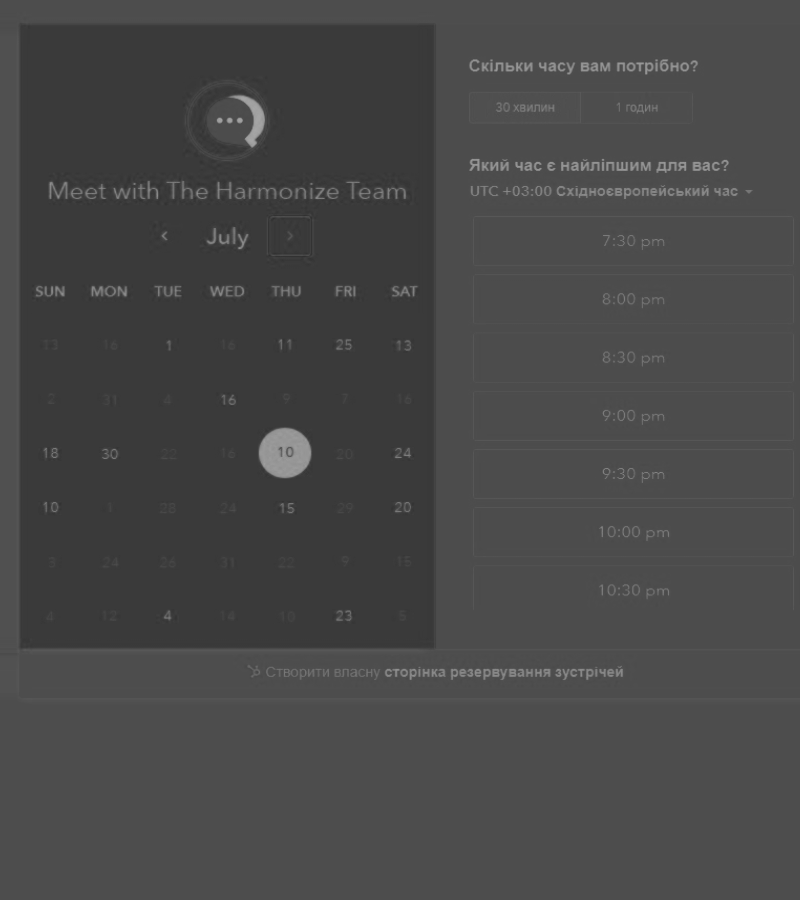 Meet with The Harmonize Team
July
SUN MON TUE WED THU FRI SAT
13 16 1 16 11 25 13
2 31 4 16 9 7 16
18 30 22 16 10 20 24
10 1 28 24 15 29 20
3 24 26 31 22 9 15
4 12 4 14 10 23 5
Скільки часу вам потрібно?
30 хвилин 1 годин
Який час є найліпшим для вас?
UTC +03:00 Східноєвропейський час
7:30 pm
8:00 pm
8:30 pm
9:00 pm
9:30 pm
10:00 pm
10:30 pm
Створити власну сторінка резервування зустрічей